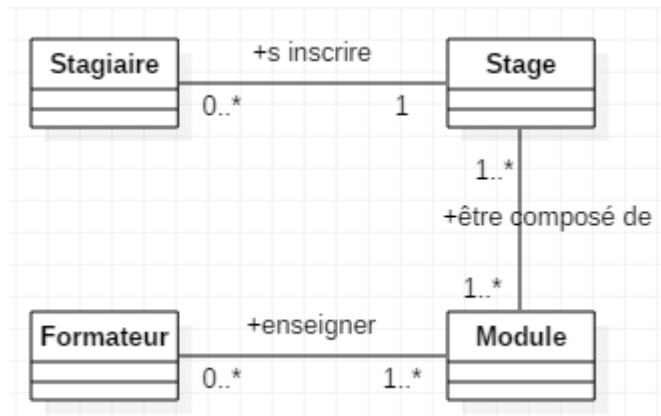 Stagiaire
+s inscrire
Stage
0..*
1
1..*
+être composé de
1..*
Formateur
+enseigner
Module
0..*
1..*